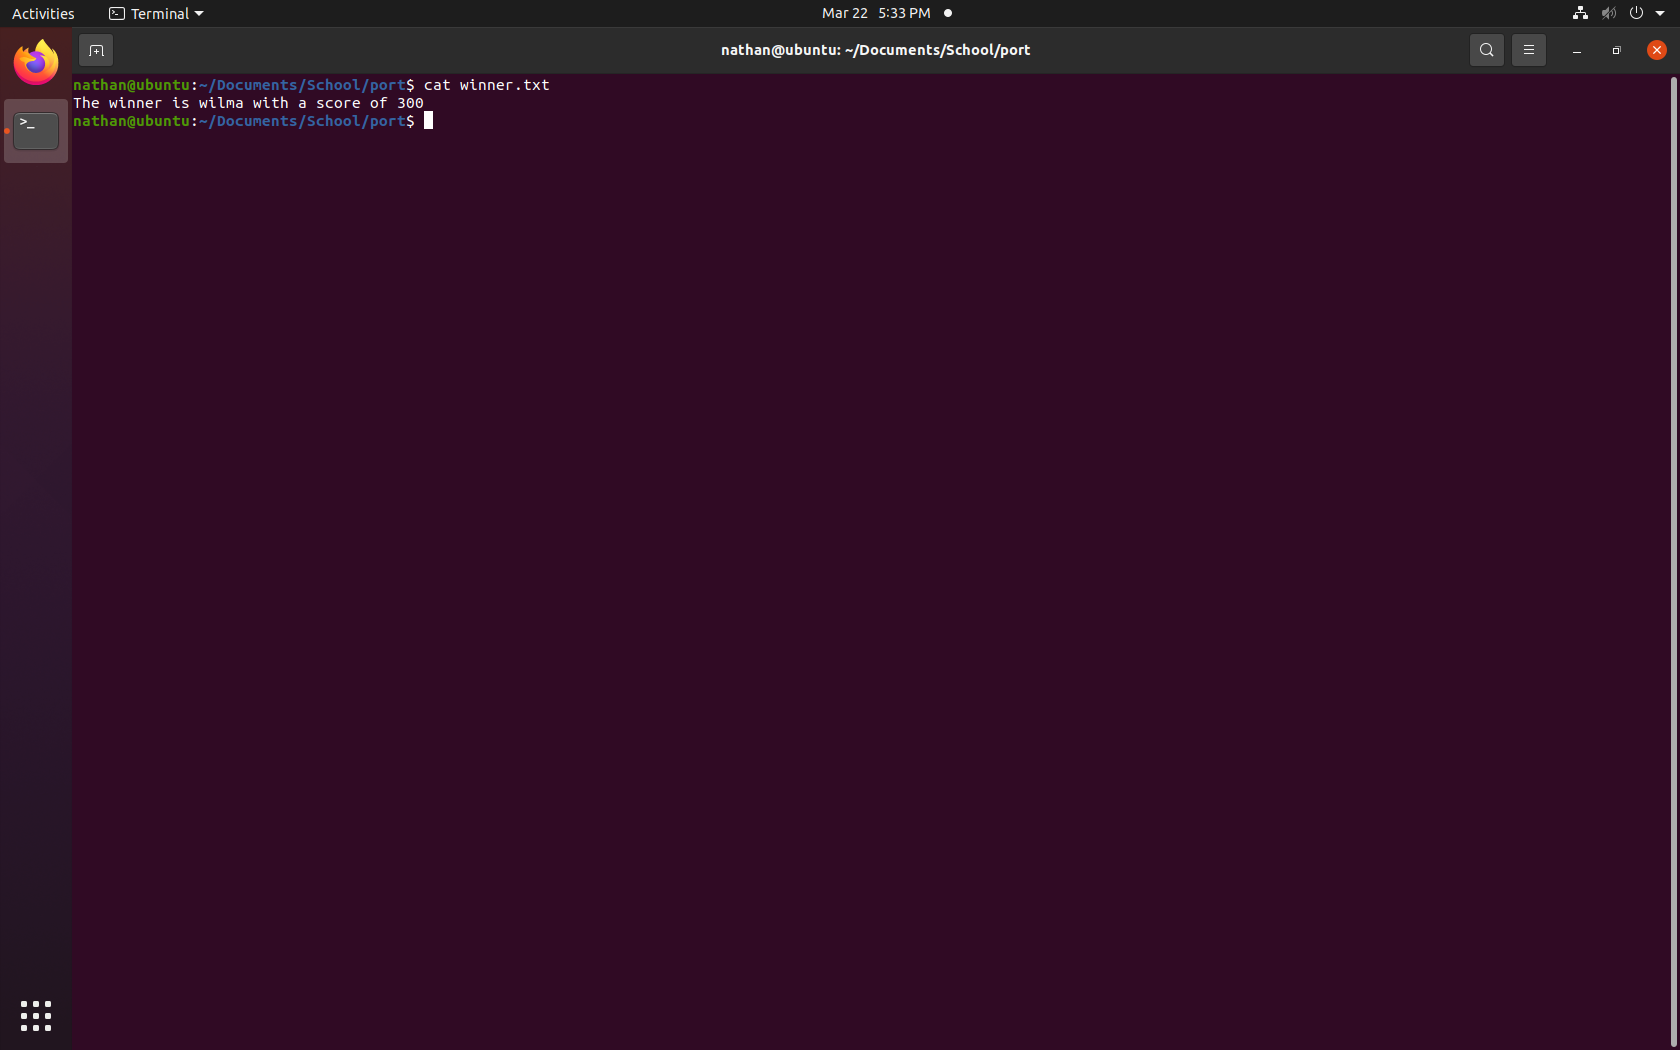 Activities
Terminal
Mar 22 5:33 PM
nathan@ubuntu: ~/Documents/School/port
nathan@ubuntu:~/Documents/School/port$ cat winner.txt
The winner is wilma with a score of 300
nathan@ubuntu:~/Documents/School/port$